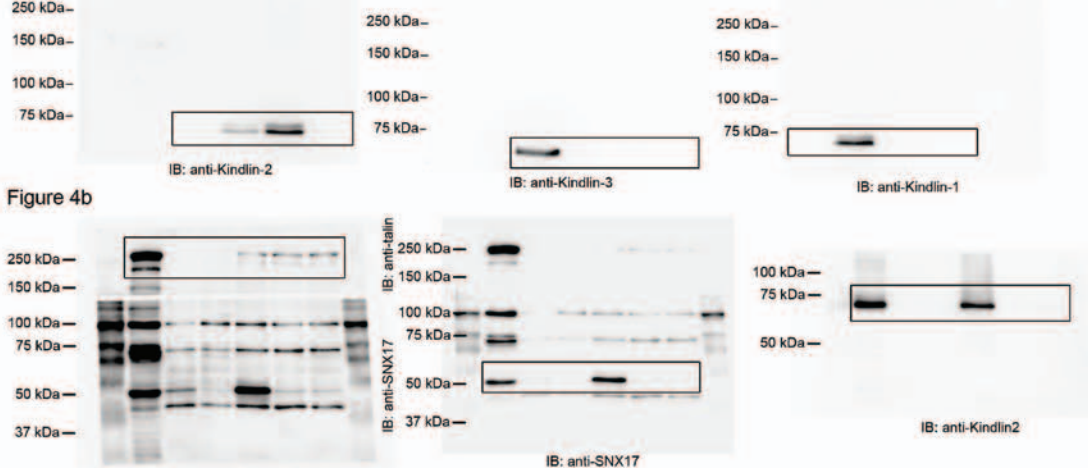 250 kDa–
150 kDa–
100 kDa–
75 kDa–
IB: anti-Kindlin-2
250 kDa–
150 kDa–
100 kDa–
75 kDa–
IB: anti-Kindlin-3
250 kDa–
150 kDa–
100 kDa–
75 kDa–
IB: anti-Kindlin-1
Figure 4b
250 kDa—
150 kDa—
100 kDa—
75 kDa—
50 kDa—
37 kDa—
IB: anti-talin
IB: anti-SNX17
250 kDa—
150 kDa—
100 kDa—
75 kDa—
50 kDa—
37 kDa—
IB: anti-SNX17
100 kDa—
75 kDa—
50 kDa—
IB: anti-Kindlin2